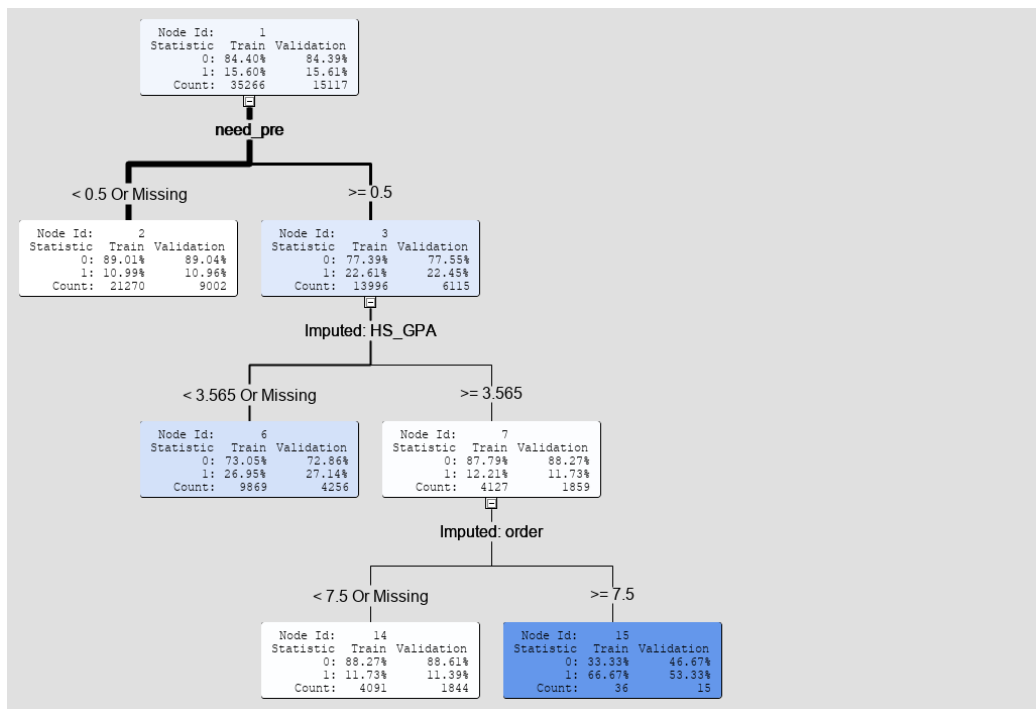 Node Id: 1
Statistic Train Validation
0: 84.40% 84.39%
1: 15.60% 15.61%
Count: 35266 15117
need_pre
< 0.5 Or Missing
>= 0.5
Node Id: 2
Statistic Train Validation
0: 89.01% 89.04%
1: 10.99% 10.96%
Count: 21270 9002
Node Id: 3
Statistic Train Validation
0: 77.39% 77.55%
1: 22.61% 22.45%
Count: 13996 6115
Imputed: HS_GPA
< 3.565 Or Missing
>= 3.565
Node Id: 6
Statistic Train Validation
0: 73.05% 72.86%
1: 26.95% 27.14%
Count: 9869 4256
Node Id: 7
Statistic Train Validation
0: 87.79% 88.27%
1: 12.21% 11.73%
Count: 4127 1859
Imputed: order
< 7.5 Or Missing
>= 7.5
Node Id: 14
Statistic Train Validation
0: 88.27% 88.61%
1: 11.73% 11.39%
Count: 4091 1844
Node Id: 15
Statistic Train Validation
0: 33.33% 46.67%
1: 66.67% 53.33%
Count: 36 15